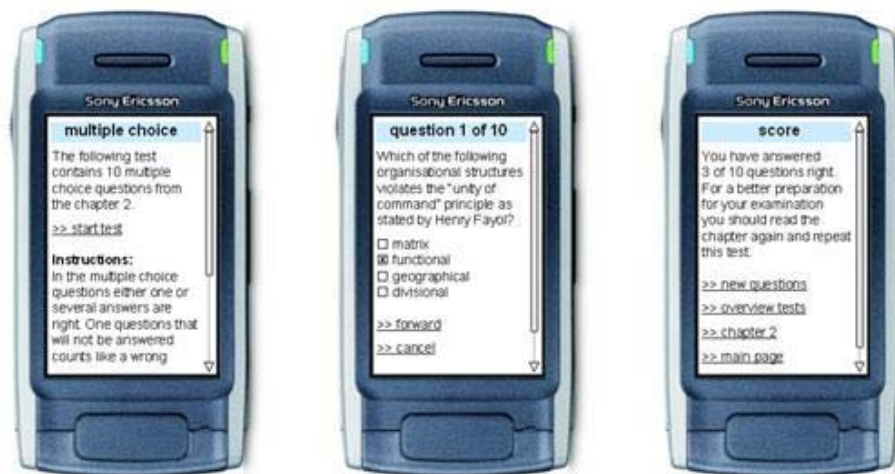 Sony Ericsson
multiple choice
The following test
contains 10 multiple
choice questions from
the chapter 2.
>> start test
Instructions:
In the multiple choice
questions either one or
several answers are
right. One questions that
will not be answered
counts like a wrong
Sony Ericsson
question 1 of 10
Which of the following
organisational structures
violates the "unity of
command" principle as
stated by Henry Fayol?
matrix
functional
geographical
divisional
>> forward
>> cancel
Sony Ericsson
score
You have answered
3 of 10 questions right.
For a better preparation
for your examination
you should read the
chapter again and repeat
this test.
>> new questions
>> overview tests
>> chapter 2
>> main page